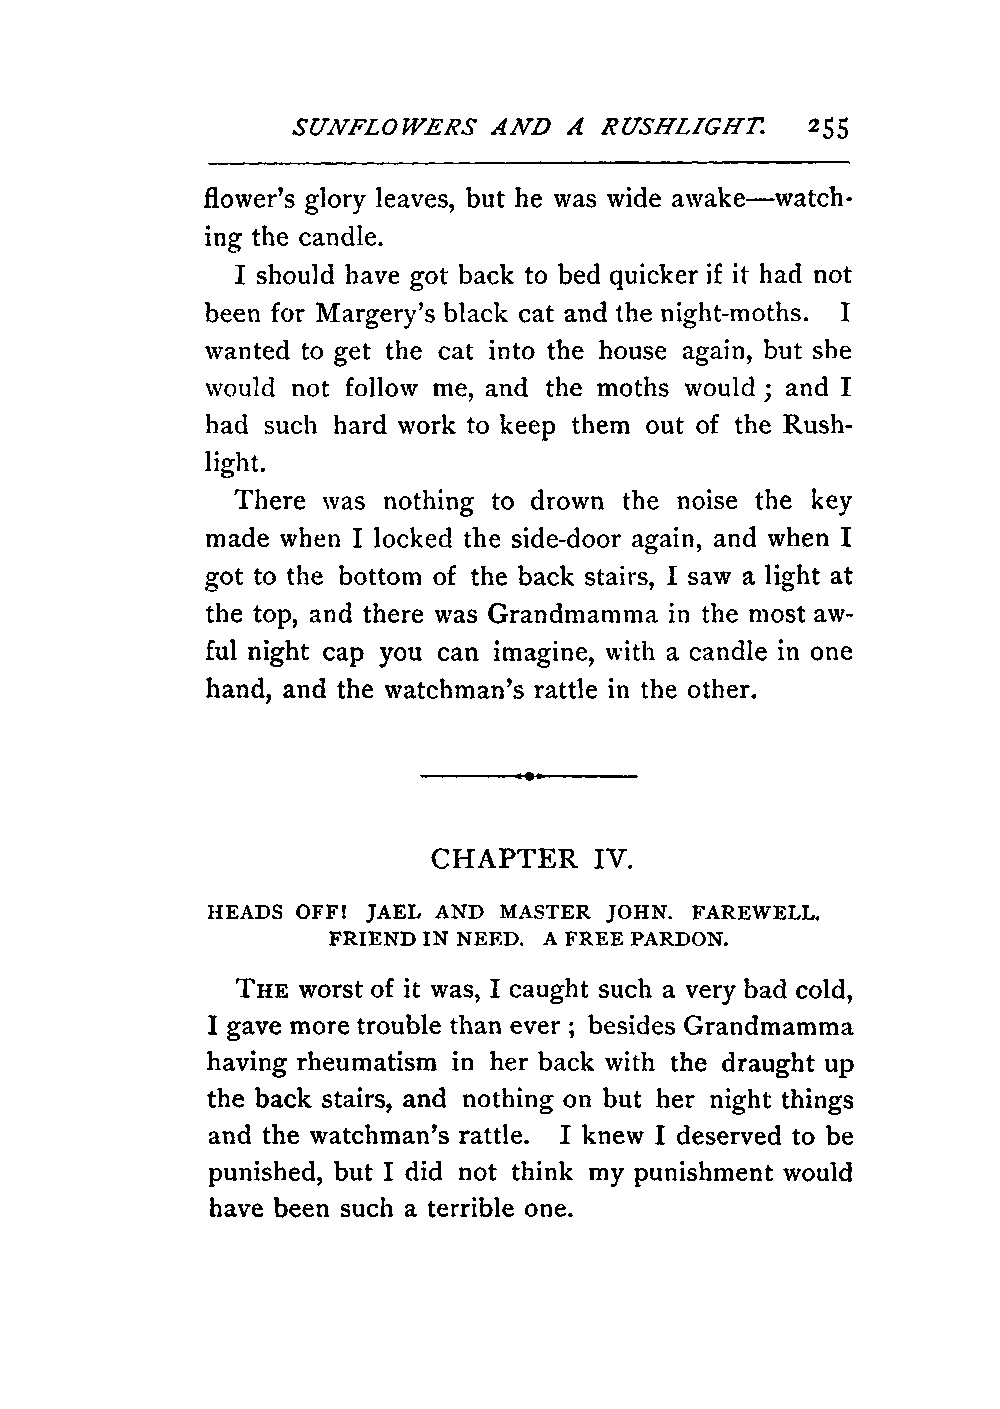 SUNFLOWERS AND A RUSHLIGHT. 255
flower's glory leaves, but he was wide awake—watch-
ing the candle.
I should have got back to bed quicker if it had not
been for Margery's black cat and the night-moths. I
wanted to get the cat into the house again, but she
would not follow me, and the moths would ; and I
had such hard work to keep them out of the Rush-
light.
There was nothing to drown the noise the key
made when I locked the side-door again, and when I
got to the bottom of the back stairs, I saw a light at
the top, and there was Grandmamma in the most aw-
ful night cap you can imagine, with a candle in one
hand, and the watchman's rattle in the other.
CHAPTER IV.
HEADS OFF! JAEL AND MASTER JOHN. FAREWELL.
FRIEND IN NEED. A FREE PARDON.
THE worst of it was, I caught such a very bad cold,
I gave more trouble than ever ; besides Grandmamma
having rheumatism in her back with the draught up
the back stairs, and nothing on but her night things
and the watchman's rattle. I knew I deserved to be
punished, but I did not think my punishment would
have been such a terrible one.